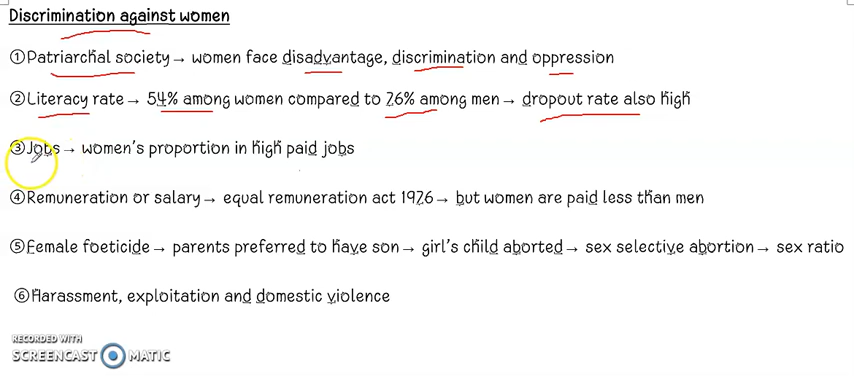 Discrimination against women
①Patriarchal society→ women face disadvantage, discrimination and oppression
②Literacy rate→ 54% among women compared to 76% among men→ dropout rate also high
③Jobs→ women's proportion in high paid jobs
④Remuneration or salary→ equal remuneration act 1976→ but women are paid less than men
⑤Female foeticide→ parents preferred to have son→ girl's child aborted→ sex selective abortion→ sex ratio
⑥Harassment, exploitation and domestic violence
RECORDED WITH
SCREENCAST MATIC